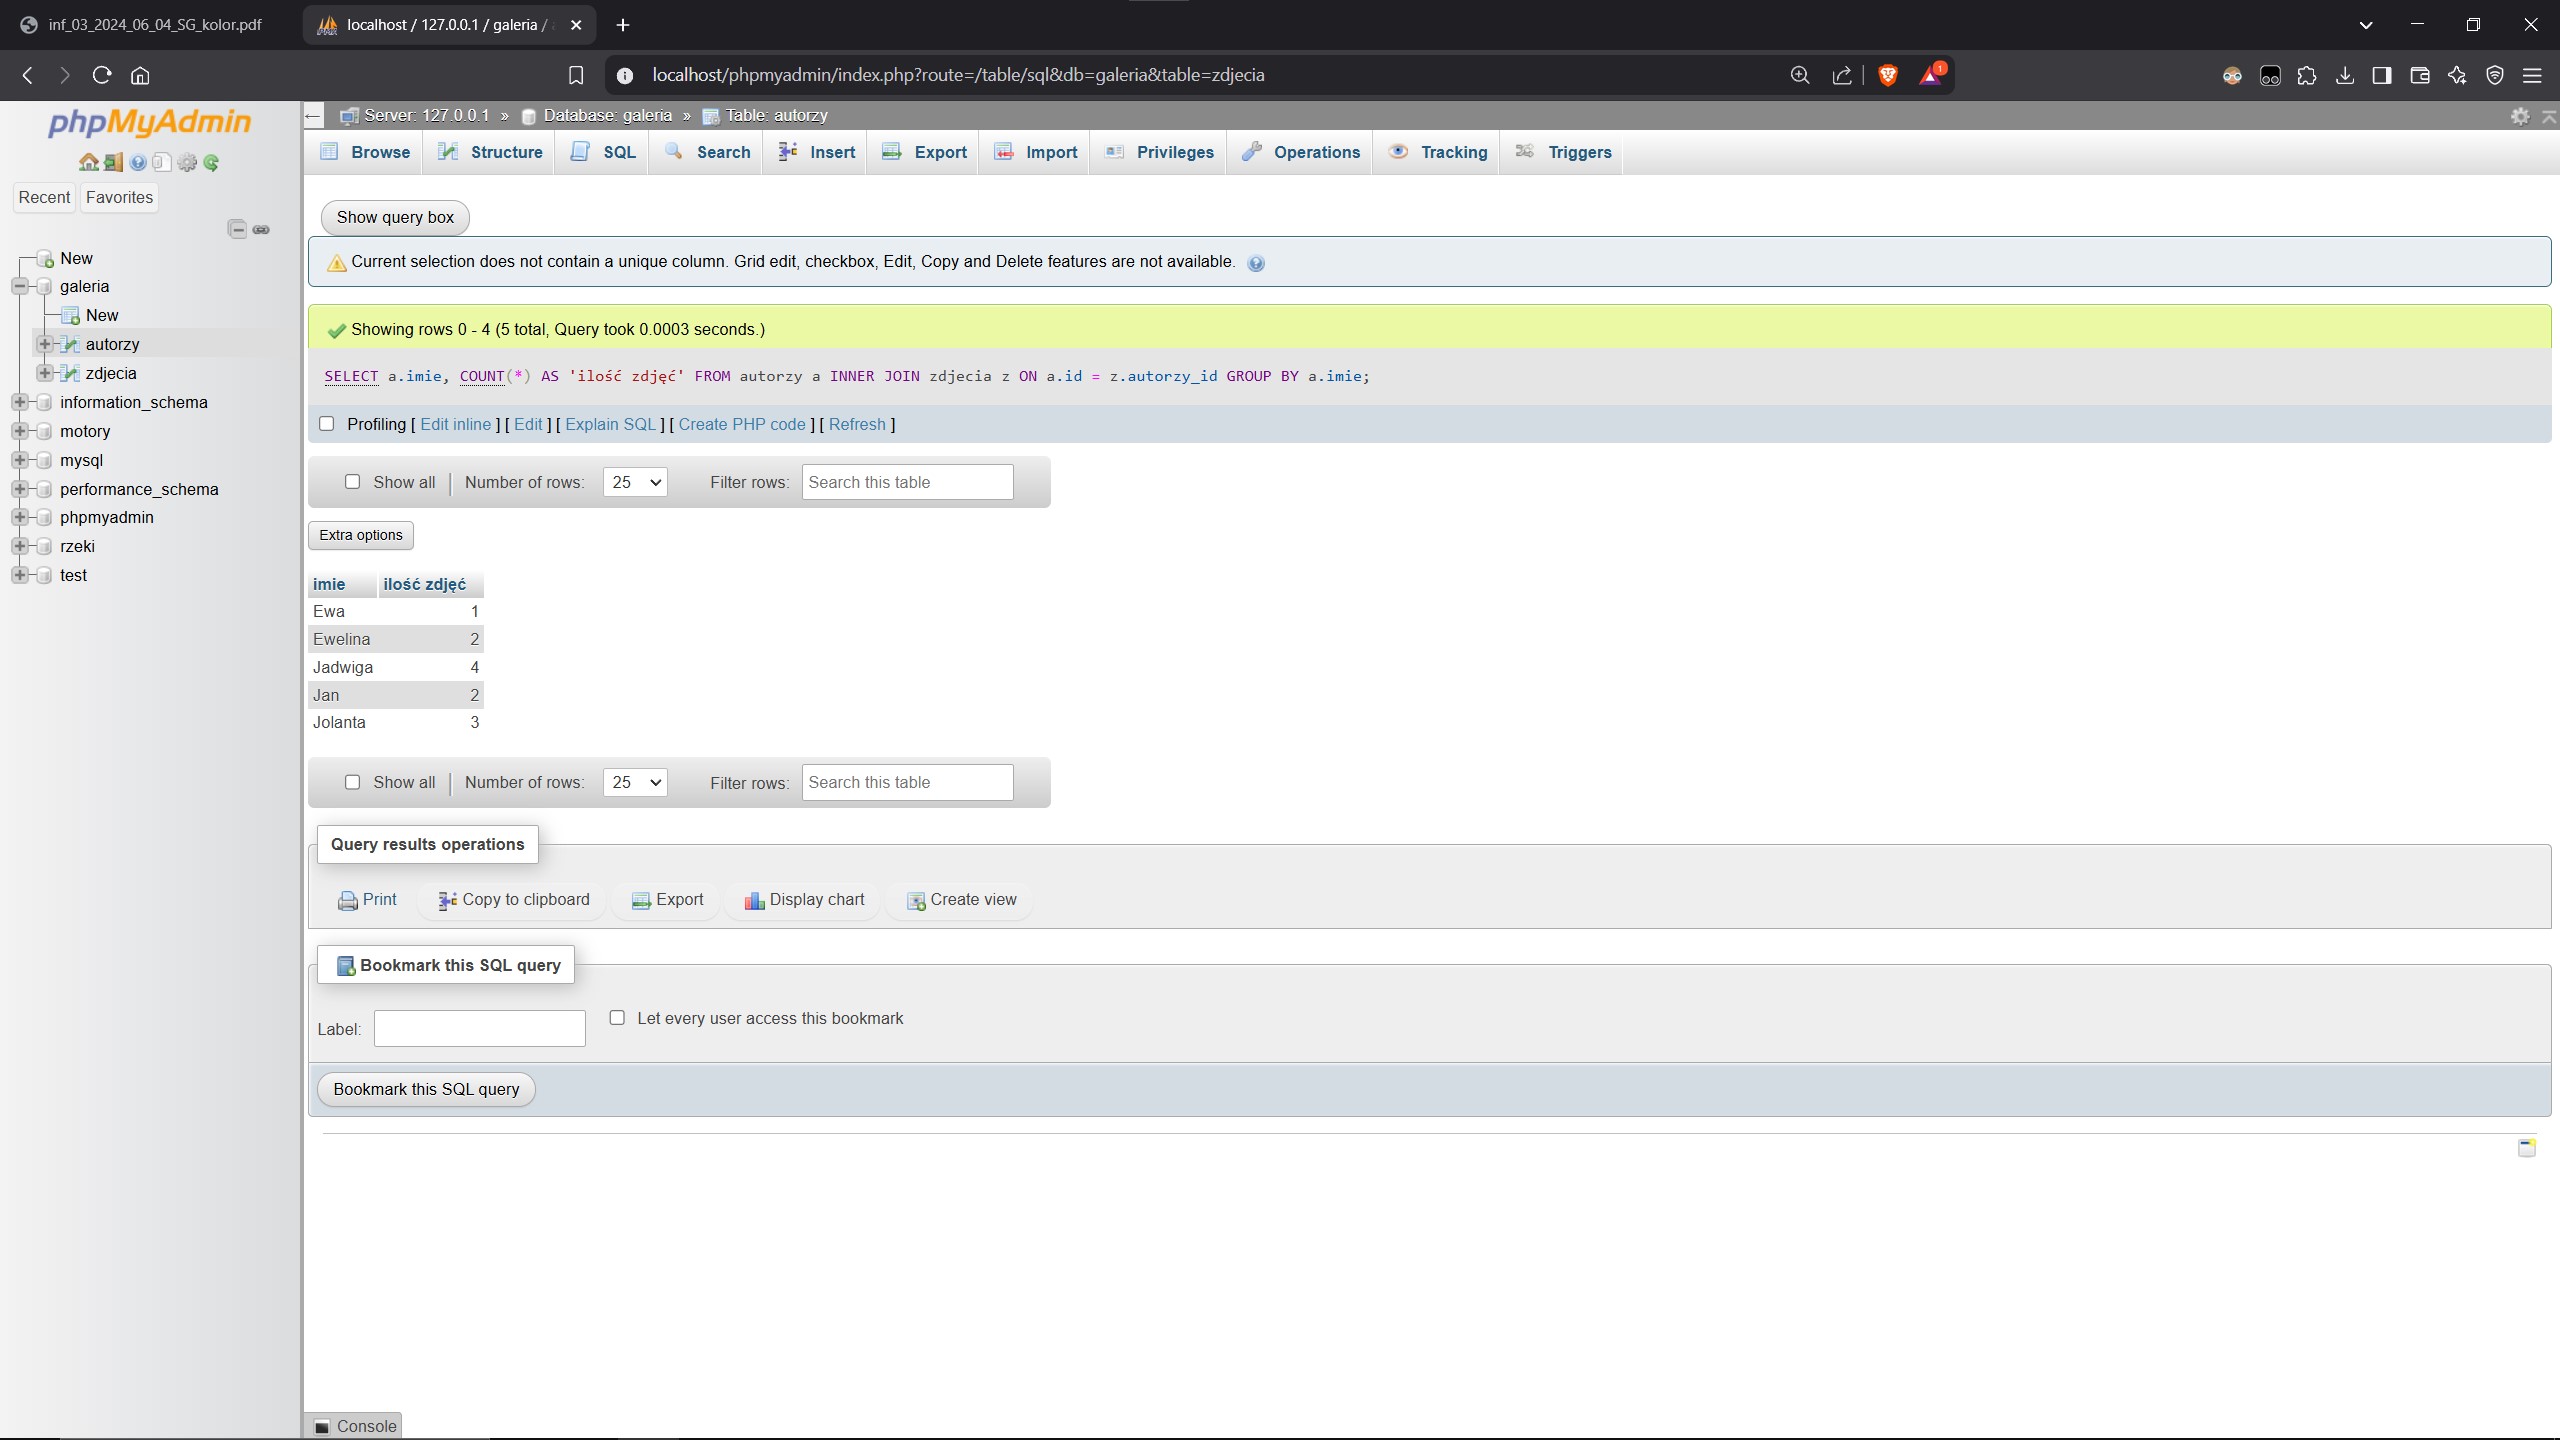 inf_03_2024_06_04_SG_kolor.pdf
localhost / 127.0.0.1 / galeria /
localhost/phpmyadmin/index.php?route=/table/sql&db=galeria&table=zdjecia
1
phpMyAdmin
Recent Favorites
New
galeria
New
autorzy
zdjecia
information_schema
motory
mysql
performance_schema
phpmyadmin
rzeki
test
Server: 127.0.0.1 » Database: galeria » Table: autorzy
Browse Structure SQL Search Insert Export Import Privileges Operations Tracking Triggers
Show query box
Current selection does not contain a unique column. Grid edit, checkbox, Edit, Copy and Delete features are not available.
Showing rows 0 - 4 (5 total, Query took 0.0003 seconds.)
SELECT a.imie, COUNT(*) AS 'ilość zdjęć' FROM autorzy a INNER JOIN zdjecia z ON a.id = z.autorzy_id GROUP BY a.imie;
Profiling [ Edit inline ] [ Edit ] [ Explain SQL ] [ Create PHP code ] [ Refresh ]
Show all | Number of rows: 25 Filter rows: Search this table
Extra options
imie ilość zdjęć
Ewa 1
Ewelina 2
Jadwiga 4
Jan 2
Jolanta 3
Show all | Number of rows: 25 Filter rows: Search this table
Query results operations
Print Copy to clipboard Export Display chart Create view
Bookmark this SQL query
Label: Let every user access this bookmark
Bookmark this SQL query
Console